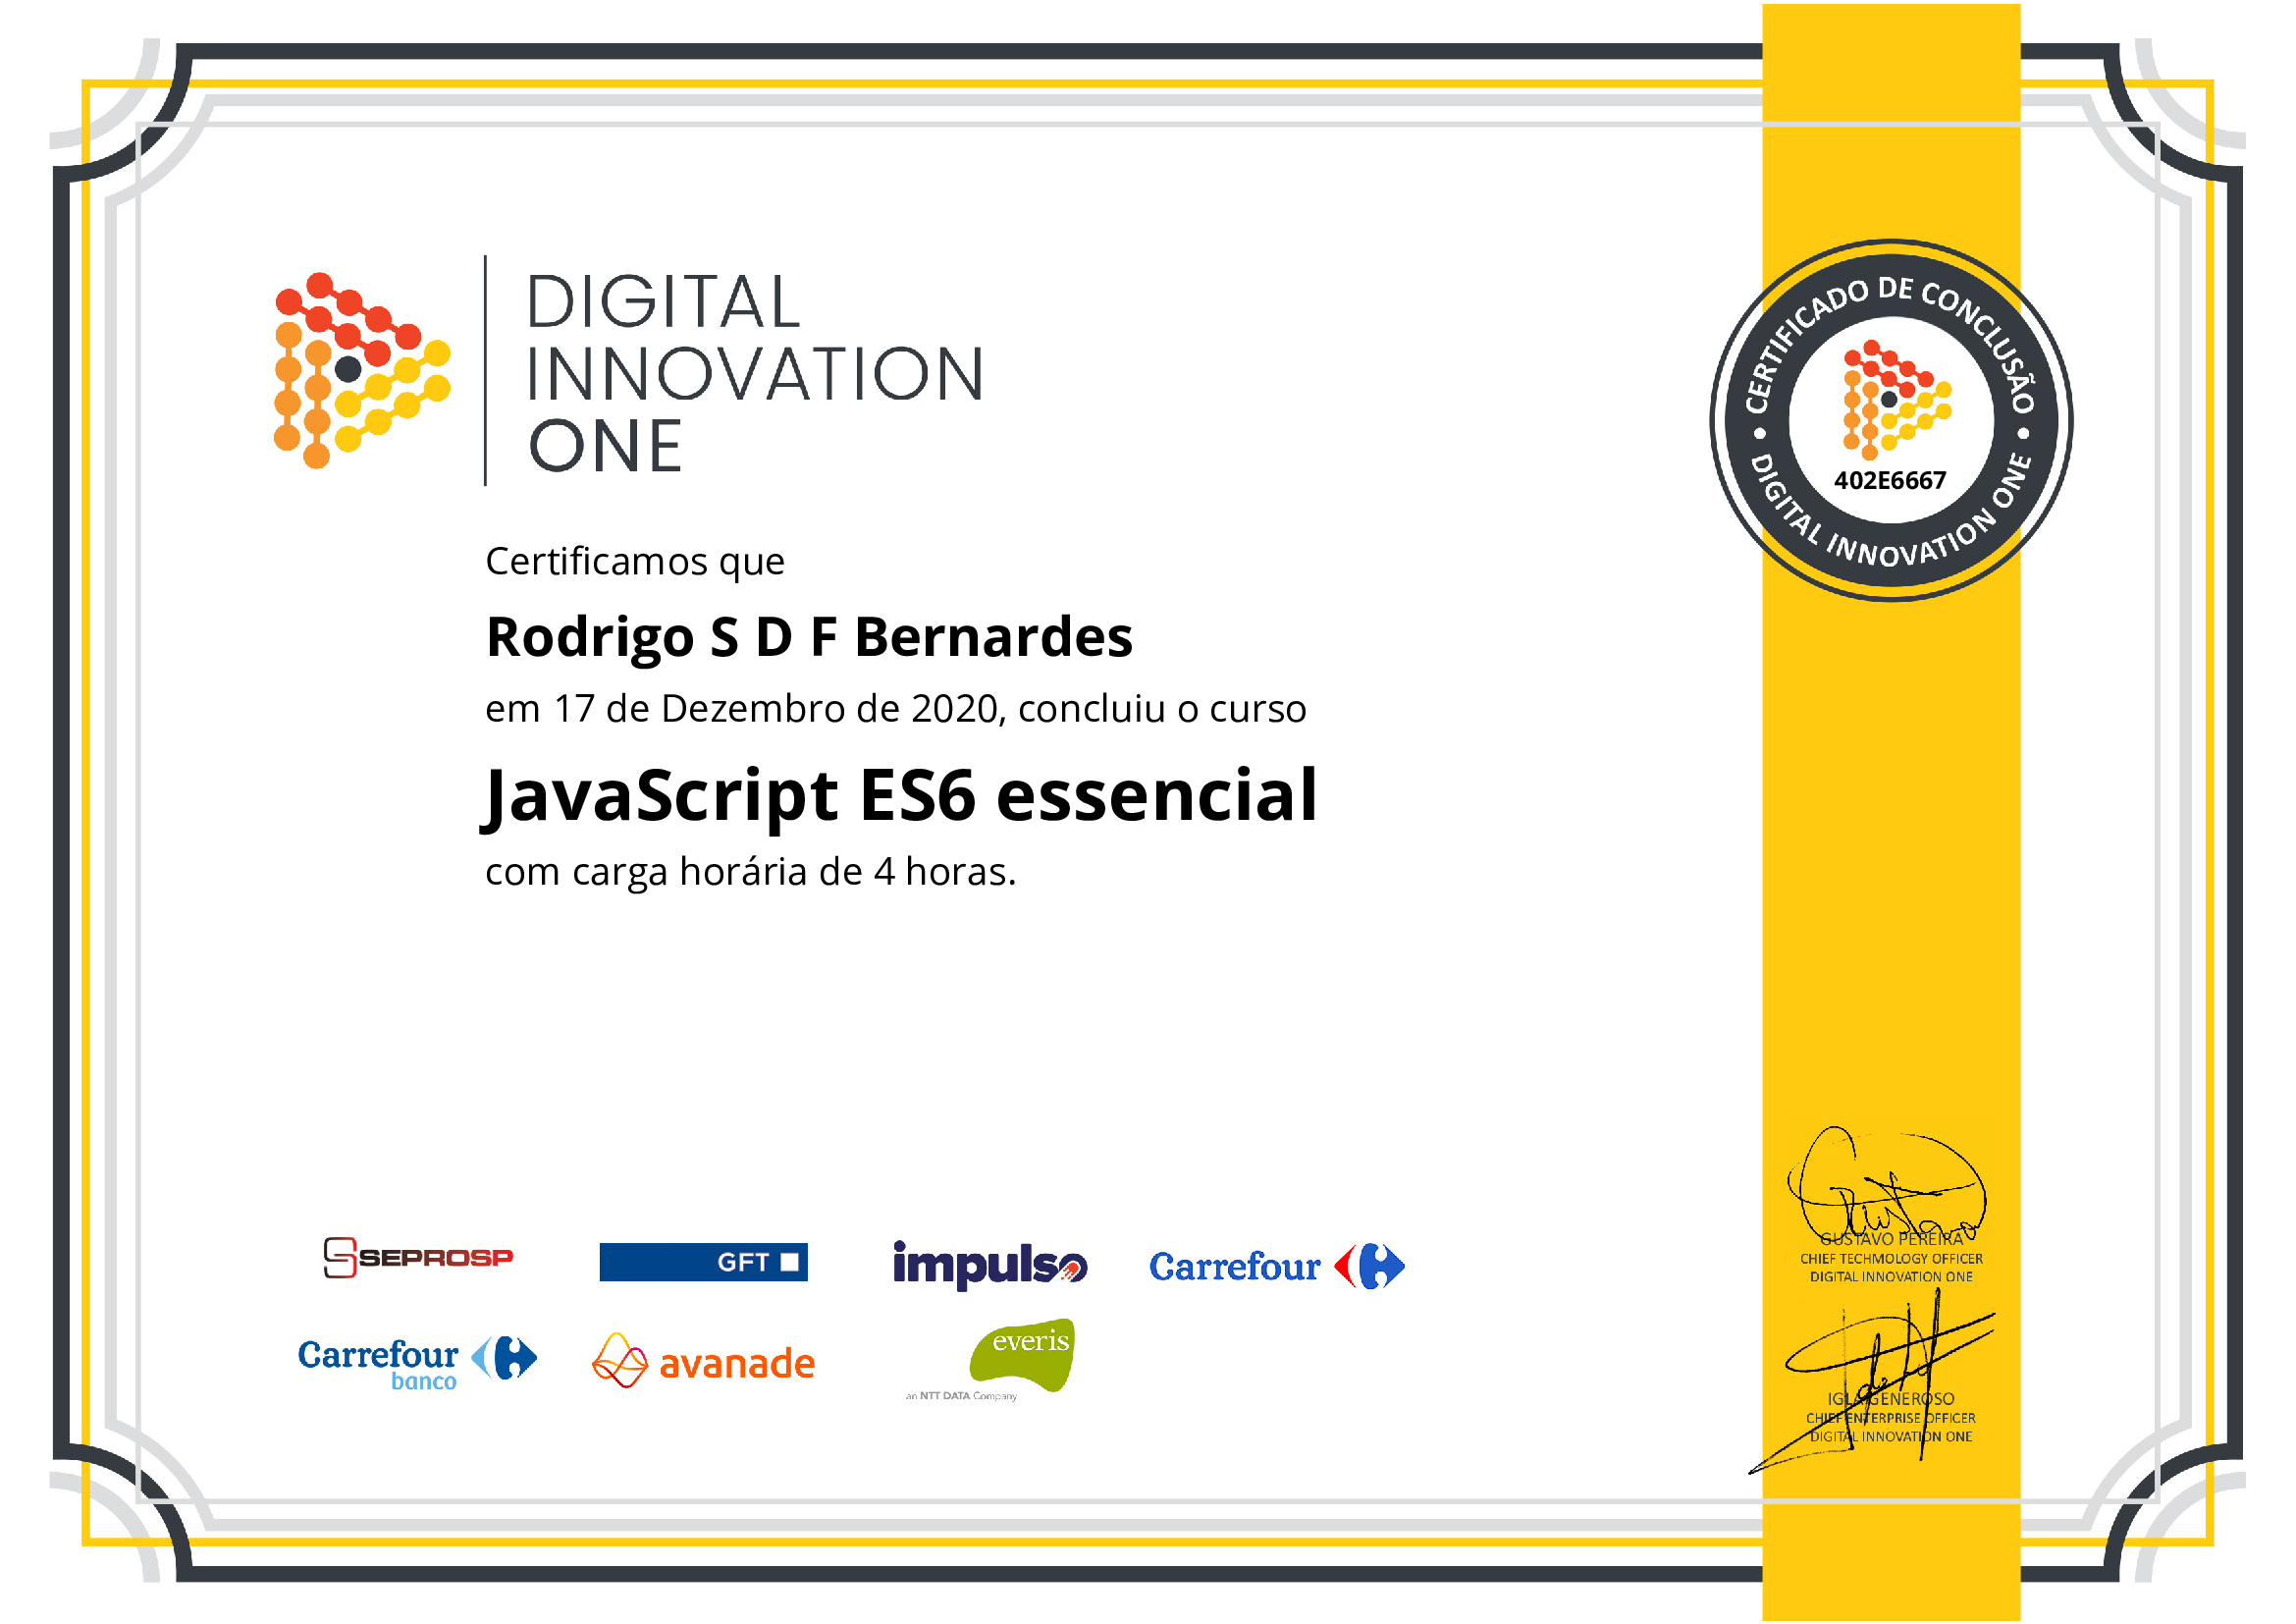 DIGITAL
INNOVATION
ONE
• CERTIFICADO DE CONCLUSÃO •
402E6667
DIGITAL INNOVATION ONE
Certificamos que
Rodrigo S D F Bernardes
em 17 de Dezembro de 2020, concluiu o curso
JavaScript ES6 essencial
com carga horária de 4 horas.
SEPROSP
GFT
impulso
Carrefour
Carrefour
banco
avanade
everis
an NTT DATA Company
Gustavo
GUSTAVO PEREIRA
CHIEF TECHMOLOGY OFFICER
DIGITAL INNOVATION ONE
IGLA GENEROSO
CHIEF ENTERPRISE OFFICER
DIGITAL INNOVATION ONE